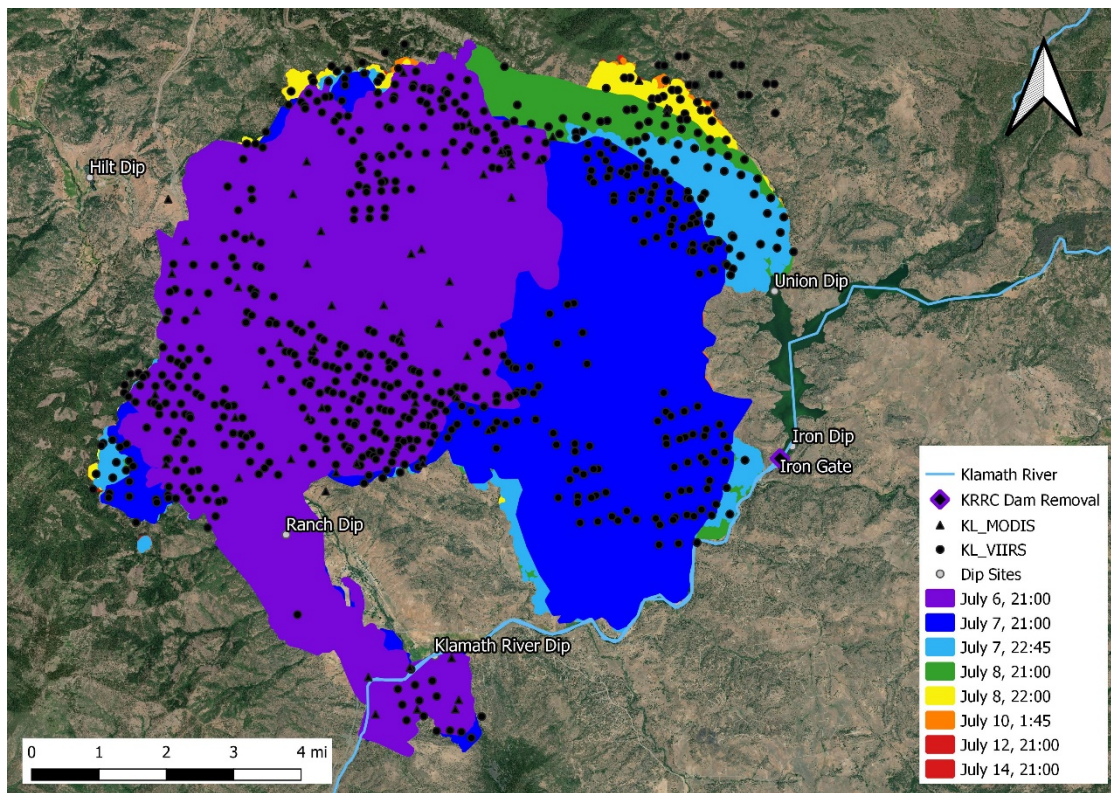 Hilt Dip
Union Dip
Iron Dip
Iron Gate
Ranch Dip
Klamath River Dip
Klamath River
KRRC Dam Removal
KL_MODIS
KL_VIIRS
Dip Sites
July 6, 21:00
July 7, 21:00
July 7, 22:45
July 8, 21:00
July 8, 22:00
July 10, 1:45
July 12, 21:00
July 14, 21:00
0 1 2 3 4 mi